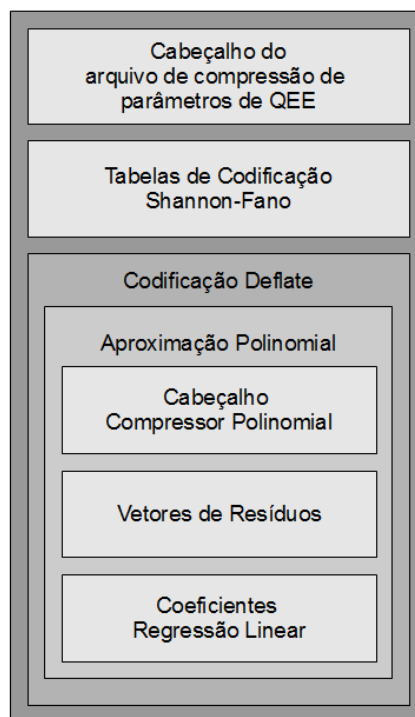 Cabeçalho do
arquivo de compressão de
parâmetros de QEE
Tabelas de Codificação
Shannon-Fano
Codificação Deflate
Aproximação Polinomial
Cabeçalho
Compressor Polinomial
Vetores de Resíduos
Coeficientes
Regressão Linear